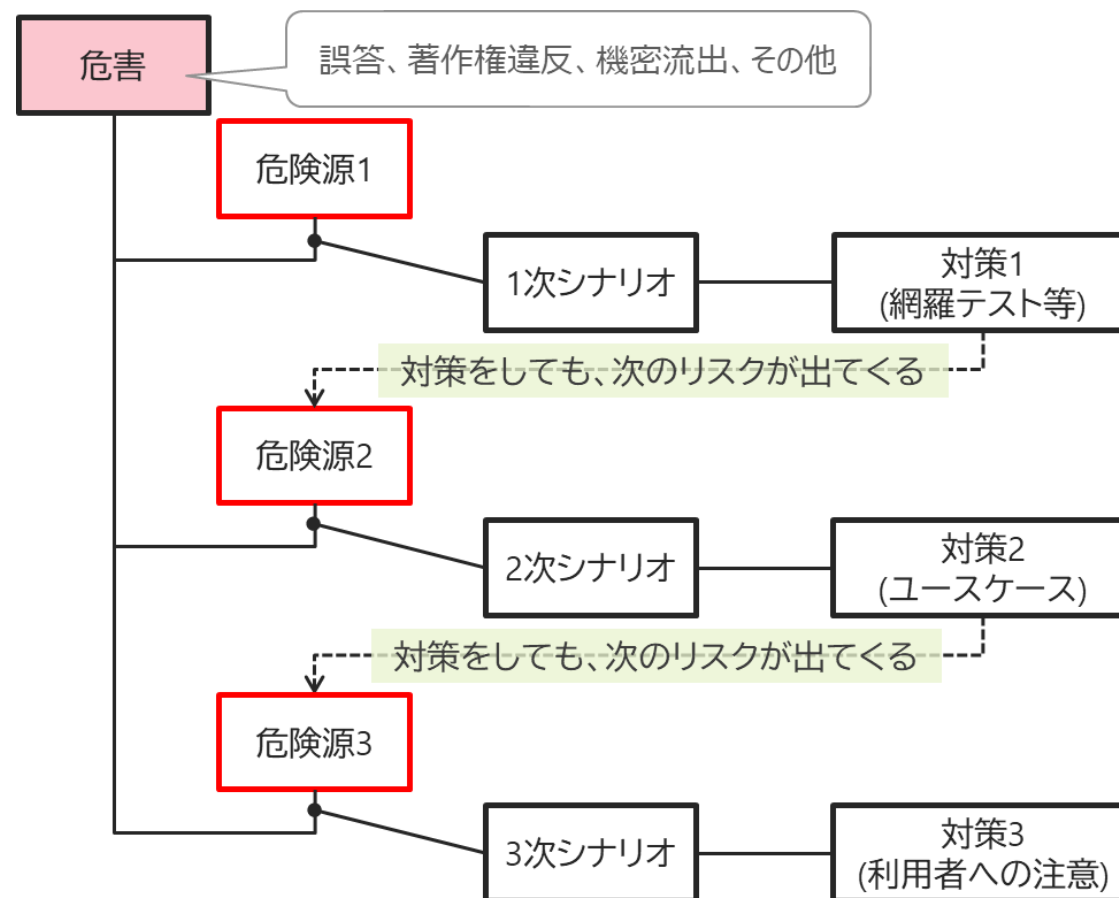 危害
誤答、著作権違反、機密流出、その他
危険源1
1次シナリオ
対策1
(網羅テスト等)
対策をしても、次のリスクが出てくる
危険源2
2次シナリオ
対策2
(ユースケース)
対策をしても、次のリスクが出てくる
危険源3
3次シナリオ
対策3
(利用者への注意)